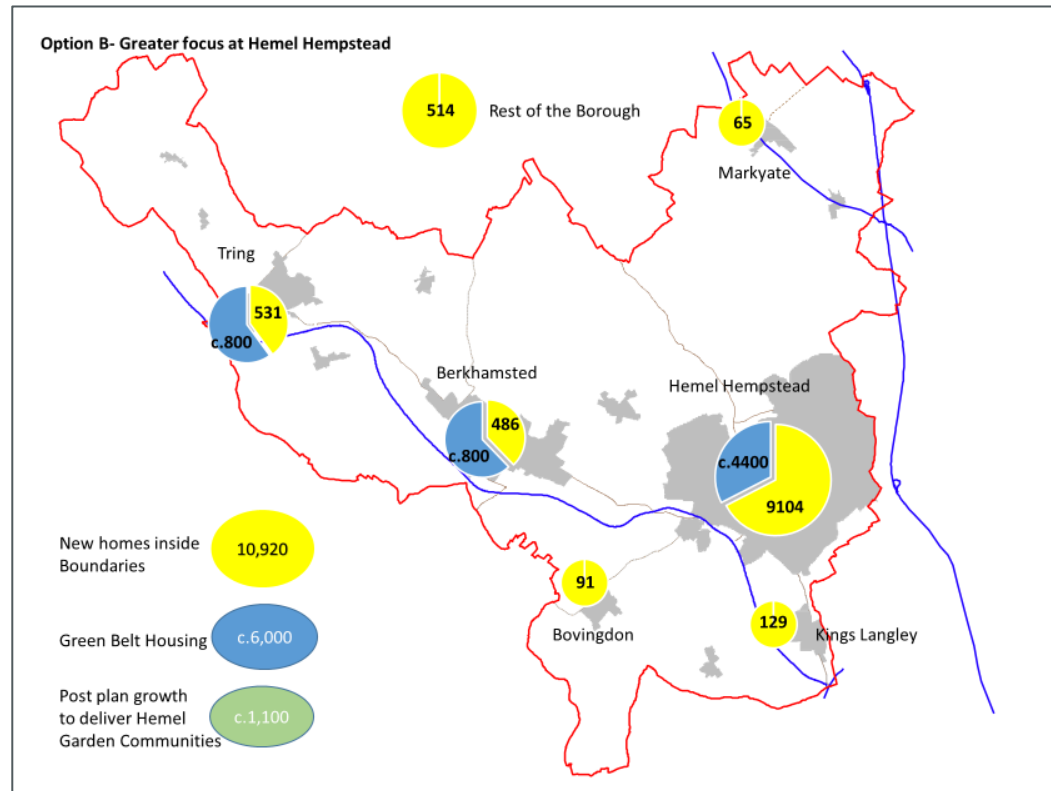 Option B- Greater focus at Hemel Hempstead
514
Rest of the Borough
65
Markyate
Tring
531
c.800
Berkhamsted
486
c.800
Hemel Hempstead
c.4400
9104
New homes inside
Boundaries
10,920
91
Bovingdon
129
Kings Langley
Green Belt Housing
c.6,000
Post plan growth
to deliver Hemel
Garden Communities
c.1,100